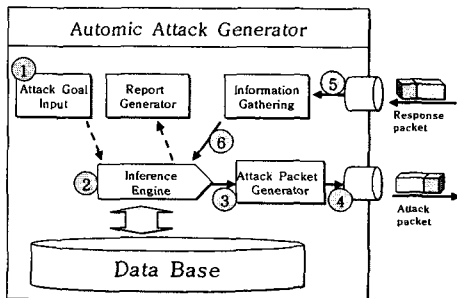 Automic Attack Generator
1
Attack Goal
Input
Report
Generator
Information
Gathering
5
Response
packet
6
2
Inference
Engine
3
Attack Packet
Generator
4
Attack
packet
Data Base